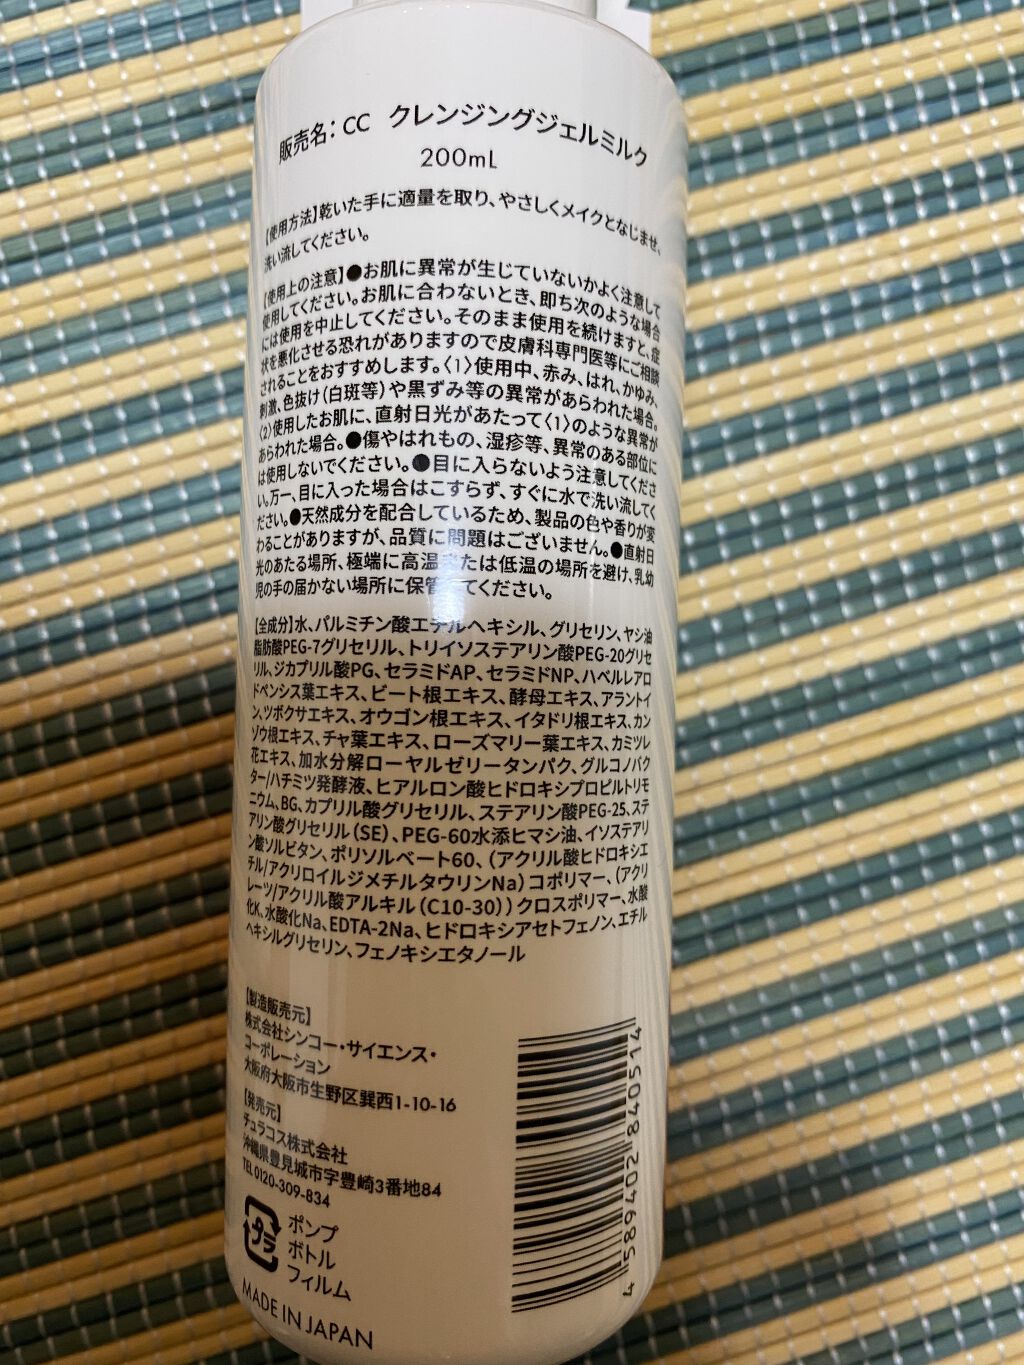 販売名：CC クレンジングジェルミルク
200mL
【使用方法】乾いた手に適量を取り、やさしくメイクとなじませ、
洗い流してください。
【使用上の注意】●お肌に異常が生じていないかよく注意して
使用してください。お肌に合わないとき、即ち次のような場合
には使用を中止してください。そのまま使用を続けますと、症
状を悪化させる恐れがありますので皮膚科専門医等にご相談
されることをおすすめします。〈1〉使用中、赤み、はれ、かゆみ、
刺激、色抜け（白斑等）や黒ずみ等の異常があらわれた場合。
〈2〉使用したお肌に、直射日光があたって〈1〉のような異常が
あらわれた場合。●傷やはれもの、湿疹等、異常のある部位に
は使用しないでください。●目に入らないよう注意してくださ
い。万一、目に入った場合はこすらず、すぐに水で洗い流してく
ださい。●天然成分を配合しているため、製品の色や香りが変
わることがありますが、品質に問題はございません。●直射日
光のあたる場所、極端に高温または低温の場所を避け、乳幼
児の手の届かない場所に保管してください。
【全成分】水、パルミチン酸エチルヘキシル、グリセリン、ヤシ油
脂肪酸PEG-7グリセリル、トリイソステアリン酸PEG-20グリセ
リル、ジカプリル酸PG、セラミドAP、セラミドNP、ハベルレアロ
ドペンシス葉エキス、ビート根エキス、酵母エキス、アラントイ
ン、ツボクサエキス、オウゴン根エキス、イタドリ根エキス、カン
ゾウ根エキス、チャ葉エキス、ローズマリー葉エキス、カミツレ
花エキス、加水分解ローヤルゼリータンパク、グルコノバク
ター/ハチミツ発酵液、ヒアルロン酸ヒドロキシプロピルトリモ
ニウム、BG、カプリル酸グリセリル、ステアリン酸PEG-25、ステ
アリン酸グリセリル（SE）、PEG-60水添ヒマシ油、イソステアリ
ン酸ソルビタン、ポリソルベート60、（アクリル酸ヒドロキシエ
チル/アクリロイルジメチルタウリンNa）コポリマー、（アクリ
レーツ/アクリル酸アルキル（C10-30））クロスポリマー、水酸
化K、水酸化Na、EDTA-2Na、ヒドロキシアセトフェノン、エチル
ヘキシルグリセリン、フェノキシエタノール
【製造販売元】
株式会社シンコー・サイエンス・
コーポレーション
大阪府大阪市生野区巽西1-10-16
【発売元】
チュラコス株式会社
沖縄県豊見城市字豊崎3番地84
TEL 0120-309-834
プラ
ポンプ
ボトル
フィルム
MADE IN JAPAN
4 589402 840514